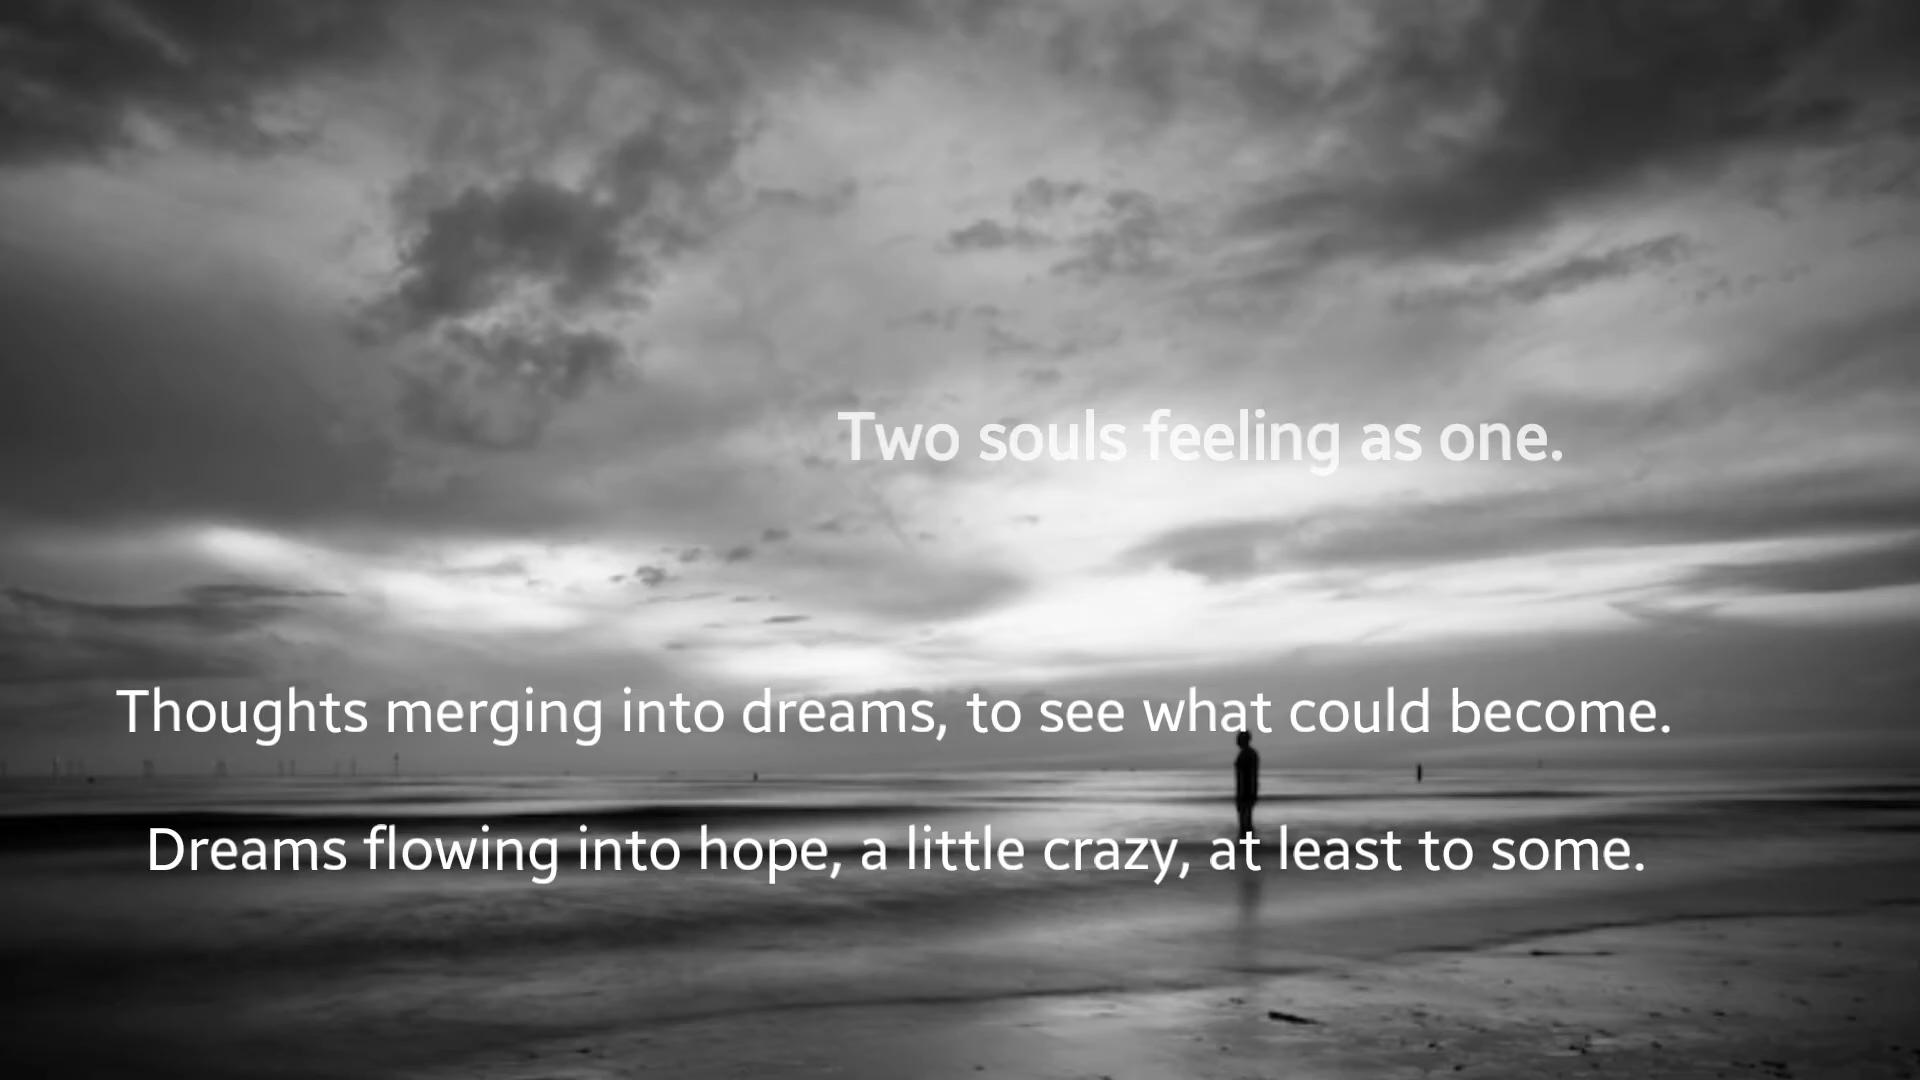 Two souls feeling as one.
Thoughts merging into dreams, to see what could become.
Dreams flowing into hope, a little crazy, at least to some.